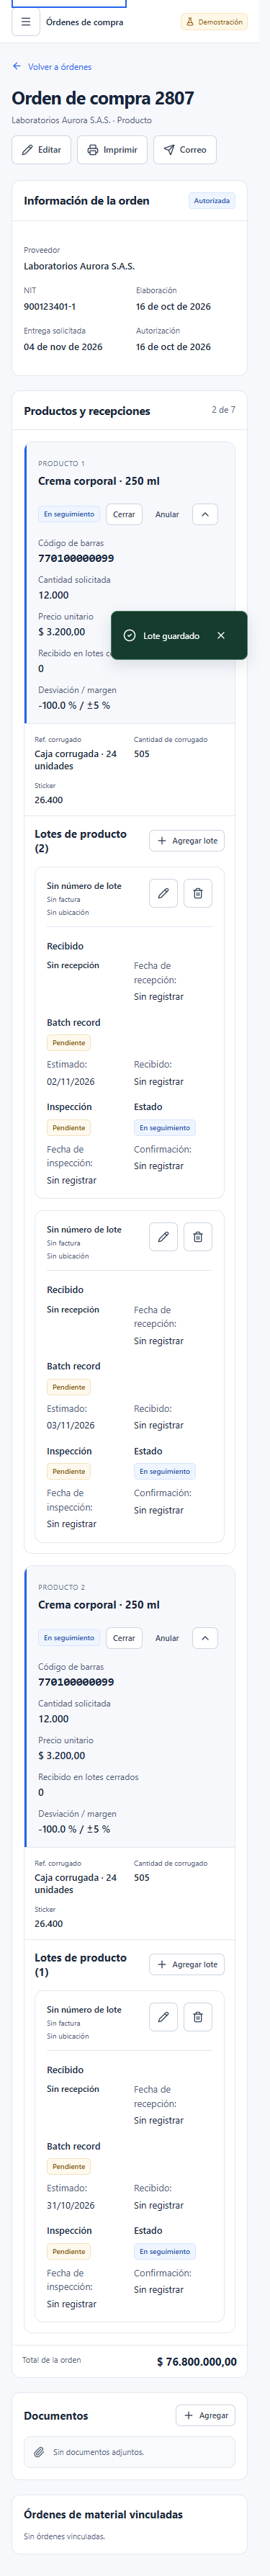 Órdenes de compra
Demostración
Volver a órdenes
Orden de compra 2807
Laboratorios Aurora S.A.S. · Producto
Editar
Imprimir
Correo
Información de la orden
Autorizada
Proveedor
Laboratorios Aurora S.A.S.
NIT
Elaboración
900123401-1
16 de oct de 2026
Entrega solicitada
Autorización
04 de nov de 2026
16 de oct de 2026
Productos y recepciones
2 de 7
PRODUCTO 1
Crema corporal · 250 ml
En seguimiento
Cerrar
Anular
Código de barras
770100000099
Cantidad solicitada
12.000
Precio unitario
$ 3.200,00
Lote guardado
Recibido en lotes
0
Desviación / margen
-100.0 % / ±5 %
Ref. corrugado
Cantidad de corrugado
Caja corrugada · 24
unidades
505
Sticker
26.400
Lotes de producto
(2)
Agregar lote
Sin número de lote
Sin factura
Sin ubicación
Recibido
Sin recepción
Fecha de
recepción:
Sin registrar
Batch record
Pendiente
Estimado:
Recibido:
02/11/2026
Sin registrar
Inspección
Estado
Pendiente
En seguimiento
Fecha de
inspección:
Sin registrar
Confirmación:
Sin registrar
Sin número de lote
Sin factura
Sin ubicación
Recibido
Sin recepción
Fecha de
recepción:
Sin registrar
Batch record
Pendiente
Estimado:
Recibido:
03/11/2026
Sin registrar
Inspección
Estado
Pendiente
En seguimiento
Fecha de
inspección:
Sin registrar
Confirmación:
Sin registrar
PRODUCTO 2
Crema corporal · 250 ml
En seguimiento
Cerrar
Anular
Código de barras
770100000099
Cantidad solicitada
12.000
Precio unitario
$ 3.200,00
Recibido en lotes cerrados
0
Desviación / margen
-100.0 % / ±5 %
Ref. corrugado
Cantidad de corrugado
Caja corrugada · 24
unidades
505
Sticker
26.400
Lotes de producto
(1)
Agregar lote
Sin número de lote
Sin factura
Sin ubicación
Recibido
Sin recepción
Fecha de
recepción:
Sin registrar
Batch record
Pendiente
Estimado:
Recibido:
31/10/2026
Sin registrar
Inspección
Estado
Pendiente
En seguimiento
Fecha de
inspección:
Sin registrar
Confirmación:
Sin registrar
Total de la orden
$ 76.800.000,00
Documentos
Agregar
Sin documentos adjuntos.
Órdenes de material vinculadas
Sin órdenes vinculadas.